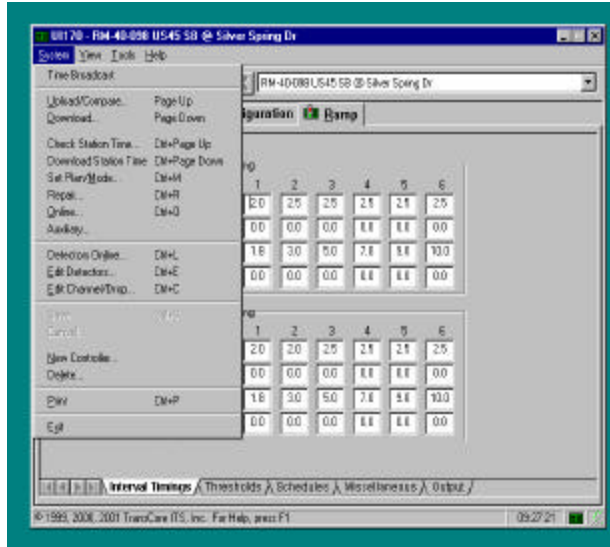 UI170 - RM-40-098 US45 SB @ Silver Spring Dr
System View Tools Help
Time Broadcast
RM-40-098 US45 SB @ Silver Spring Dr
Upload/Compare... Page Up
Download... Page Down
Ramp
Check Station Time... Ctrl+Page Up
Download Station Time Ctrl+Page Down
Set Plan/Mode... Ctrl+M
Repair... Ctrl+R
Online... Ctrl+O
Auxiliary...
1 2 3 4 5 6
2.0 2.5 2.5 2.5 2.5 2.5
0.0 0.0 0.0 0.0 0.0
1.8 3.0 5.0 10.0
0.0 0.0 0.0 0.0
Detectors Online... Ctrl+L
Edit Detectors... Ctrl+E
Edit Channel/Drop... Ctrl+C
Save
Cancel
New Controller...
Delete...
Print Ctrl+P
Exit
1 2 3 4 5 6
2.0 2.0 2.5 2.5
0.0 0.0 0.0 0.0
1.8 3.0 5.0 10.0
0.0 0.0 0.0 0.0
Interval Timings Thresholds Schedules Miscellaneous Output
© 1999, 2000, 2001 TransCore ITS, Inc. For Help, press F1 09:27:21